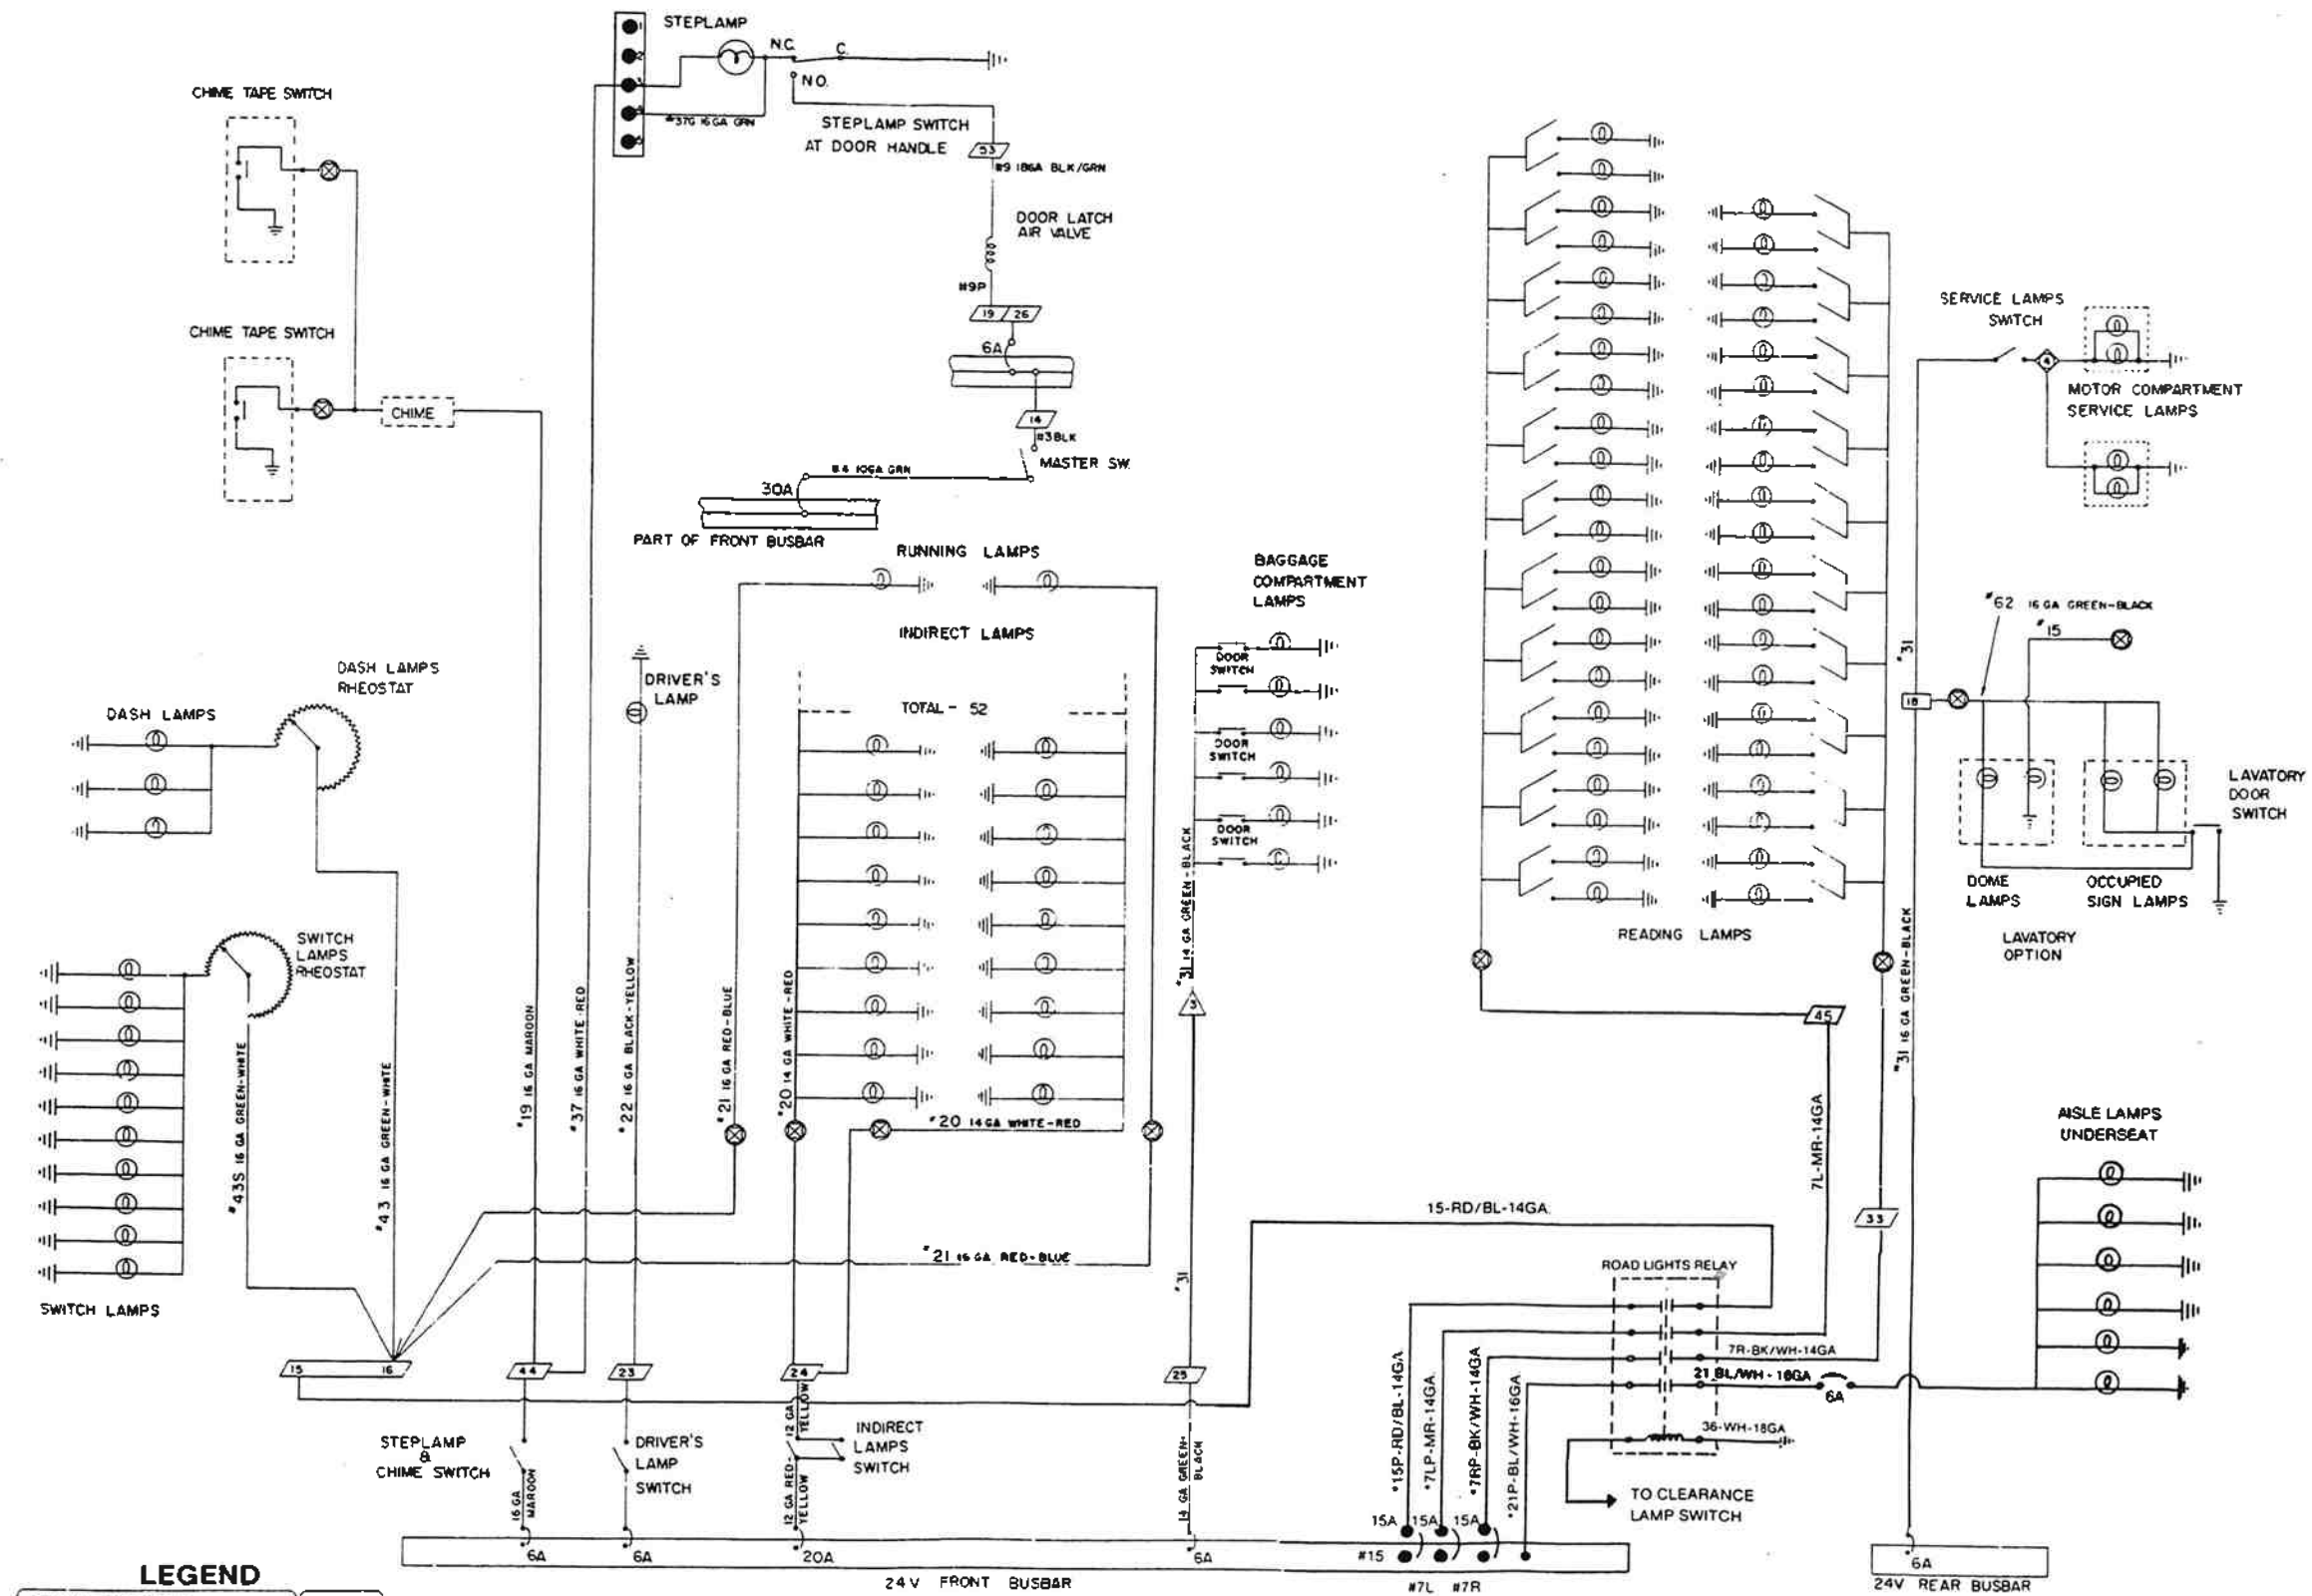 STEPLAMP
1
2
3
5
N.C.
C.
N.O.
#37G 16 GA GRN
STEPLAMP SWITCH
AT DOOR HANDLE
53
#9 18GA BLK/GRN
DOOR LATCH
AIR VALVE
#9P
19
26
6A
14
#3BLK
MASTER SW.
#4 10GA GRN
30A
PART OF FRONT BUSBAR
CHIME TAPE SWITCH
CHIME TAPE SWITCH
CHIME
RUNNING LAMPS
INDIRECT LAMPS
TOTAL - 52
DRIVER'S
LAMP
BAGGAGE
COMPARTMENT
LAMPS
DOOR
SWITCH
DOOR
SWITCH
DOOR
SWITCH
READING LAMPS
SERVICE LAMPS
SWITCH
4
MOTOR COMPARTMENT
SERVICE LAMPS
#62 16 GA GREEN-BLACK
#15
#31
18
LAVATORY
DOOR
SWITCH
DOME
LAMPS
OCCUPIED
SIGN LAMPS
LAVATORY
OPTION
DASH LAMPS
RHEOSTAT
DASH LAMPS
SWITCH
LAMPS
RHEOSTAT
SWITCH LAMPS
#43S 16 GA GREEN-WHITE
#43 16 GA GREEN-WHITE
#19 16 GA MAROON
#37 16 GA WHITE-RED
#22 16 GA BLACK-YELLOW
#21 16 GA RED-BLUE
#20 14 GA WHITE-RED
#20 14 GA WHITE-RED
#31 14 GA GREEN-BLACK
3
#31
45
7L-MR-14GA
33
#31 16 GA GREEN-BLACK
AISLE LAMPS
UNDERSEAT
#21 16 GA RED-BLUE
15-RD/BL-14GA.
ROAD LIGHTS RELAY
7R-BK/WH-14GA
21 BL/WH-16GA
6A
36-WH-18GA
TO CLEARANCE
LAMP SWITCH
15
16
44
23
24
25
STEPLAMP
&
CHIME SWITCH
16 GA
MAROON
DRIVER'S
LAMP
SWITCH
12 GA
YELLOW
12 GA RED-
YELLOW
INDIRECT
LAMPS
SWITCH
14 GA GREEN-
BLACK
*15P-RD/BL-14GA
*7LP-MR-14GA
*7RP-BK/WH-14GA
*21P-BL/WH-16GA
15A
15A
15A
#15
#7L
#7R
6A
6A
20A
6A
24V FRONT BUSBAR
6A
24V REAR BUSBAR
LEGEND